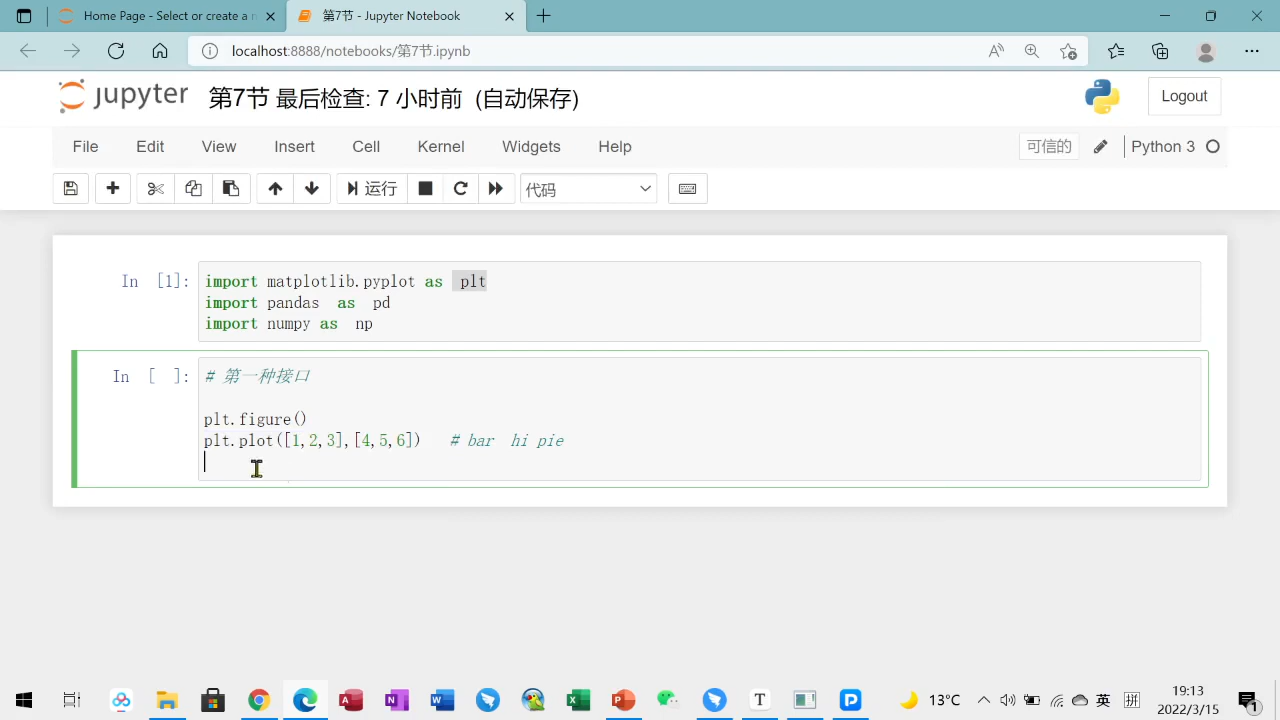 Home Page - Select or create a n
第7节 - Jupyter Notebook
localhost:8888/notebooks/第7节.ipynb
jupyter 第7节 最后检查: 7 小时前 (自动保存)
Logout
File Edit View Insert Cell Kernel Widgets Help
可信的
Python 3
运行
代码
In [1]:
import matplotlib.pyplot as plt
import pandas as pd
import numpy as np
In [ ]:
# 第一种接口
plt.figure()
plt.plot([1,2,3],[4,5,6]) # bar hi pie
13°C
英
拼
19:13
2022/3/15
1